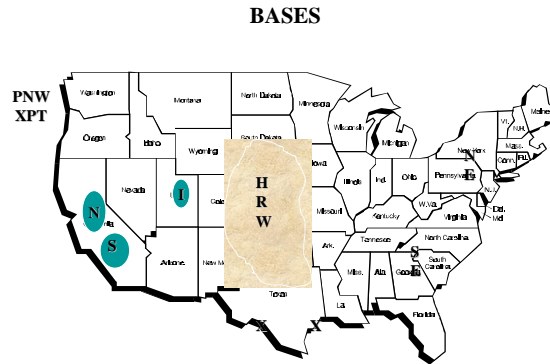 BASES
PNW
XPT
Washington
Montana
North Dakota
Minnesota
Maine
Oregon
Idaho
Wyoming
South Dakota
Wisconsin
Michigan
New York
Vt.
N.H.
Mass.
Conn.
R.I.
N
E
Nevada
I
Iowa
Illinois
Ind.
Ohio
Pennsylvania
N.J.
Del.
Md.
H
R
W
N
S
Missouri
Kentucky
W.Va.
Virginia
Arizona
New M
Ark.
Tennessee
North Carolina
South
Carolina
S
E
Texas
Miss.
Ala.
Georgia
La.
Florida
X
X